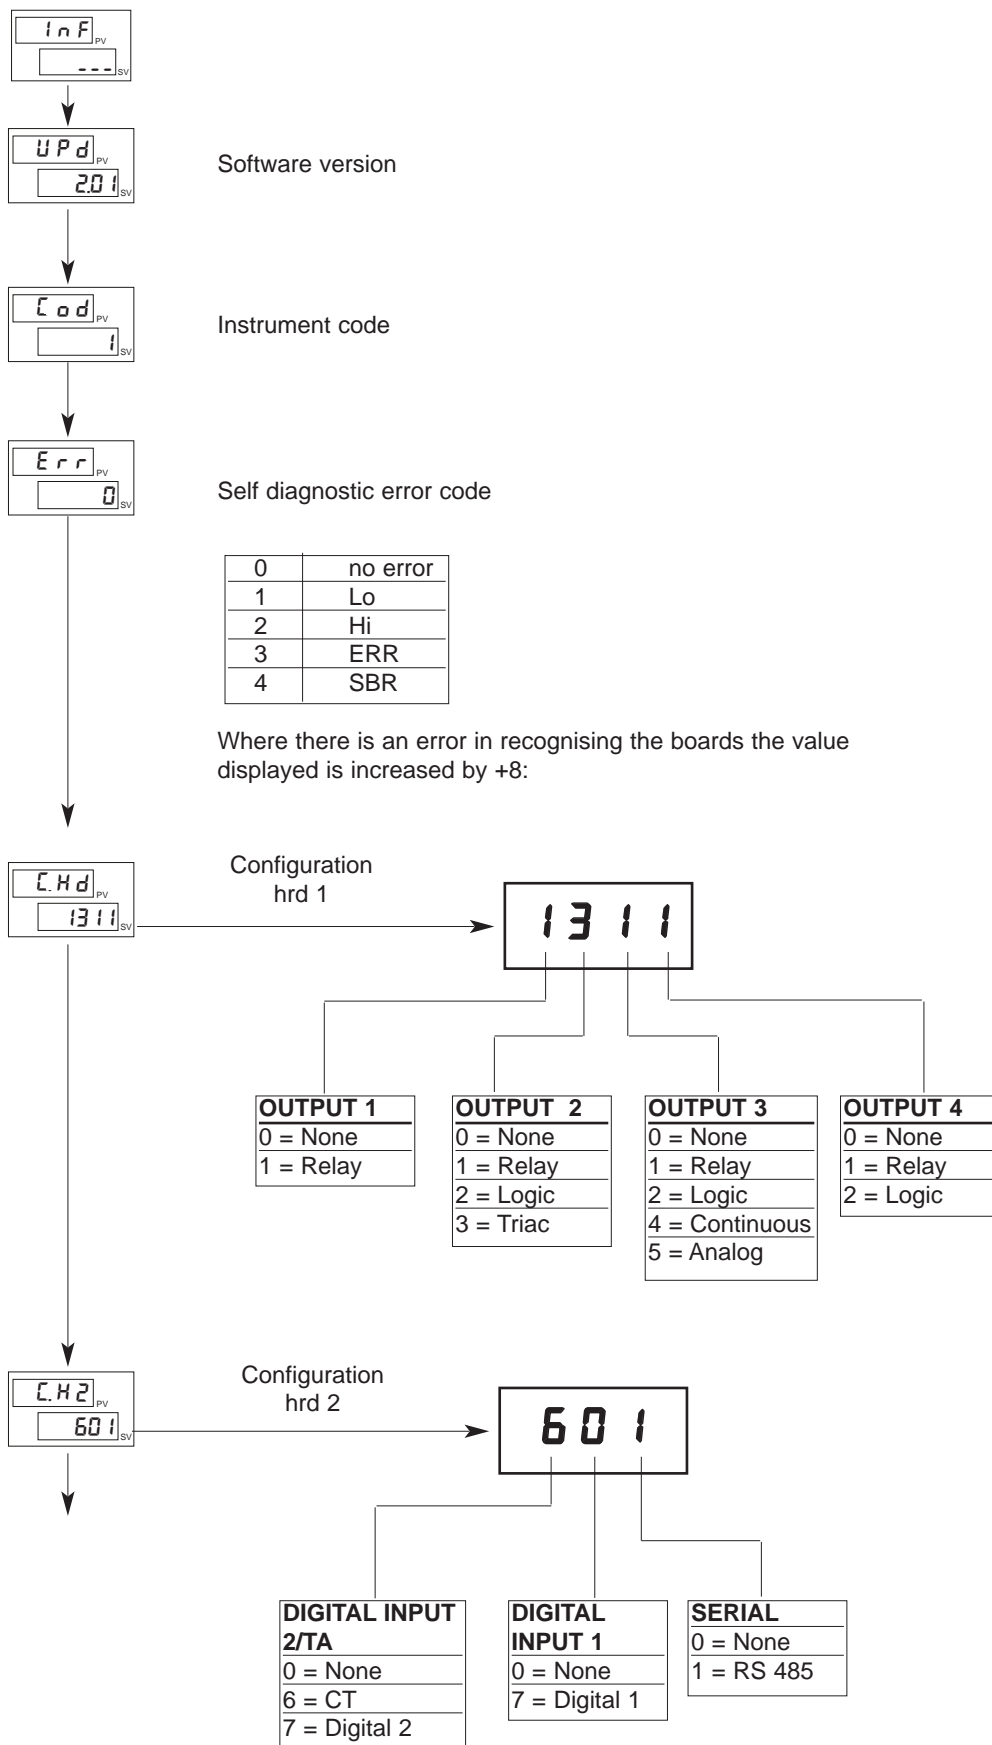 InF PV
--- SV
UPd PV
2.01 SV
Software version
Cod PV
1 SV
Instrument code
Err PV
0 SV
Self diagnostic error code
0 no error
1 Lo
2 Hi
3 ERR
4 SBR
Where there is an error in recognising the boards the value
displayed is increased by +8:
C.Hd PV
1311 SV
Configuration
hrd 1
1311
OUTPUT 1
0 = None
1 = Relay
OUTPUT 2
0 = None
1 = Relay
2 = Logic
3 = Triac
OUTPUT 3
0 = None
1 = Relay
2 = Logic
4 = Continuous
5 = Analog
OUTPUT 4
0 = None
1 = Relay
2 = Logic
C.H2 PV
601 SV
Configuration
hrd 2
601
DIGITAL INPUT
2/TA
0 = None
6 = CT
7 = Digital 2
DIGITAL
INPUT 1
0 = None
7 = Digital 1
SERIAL
0 = None
1 = RS 485